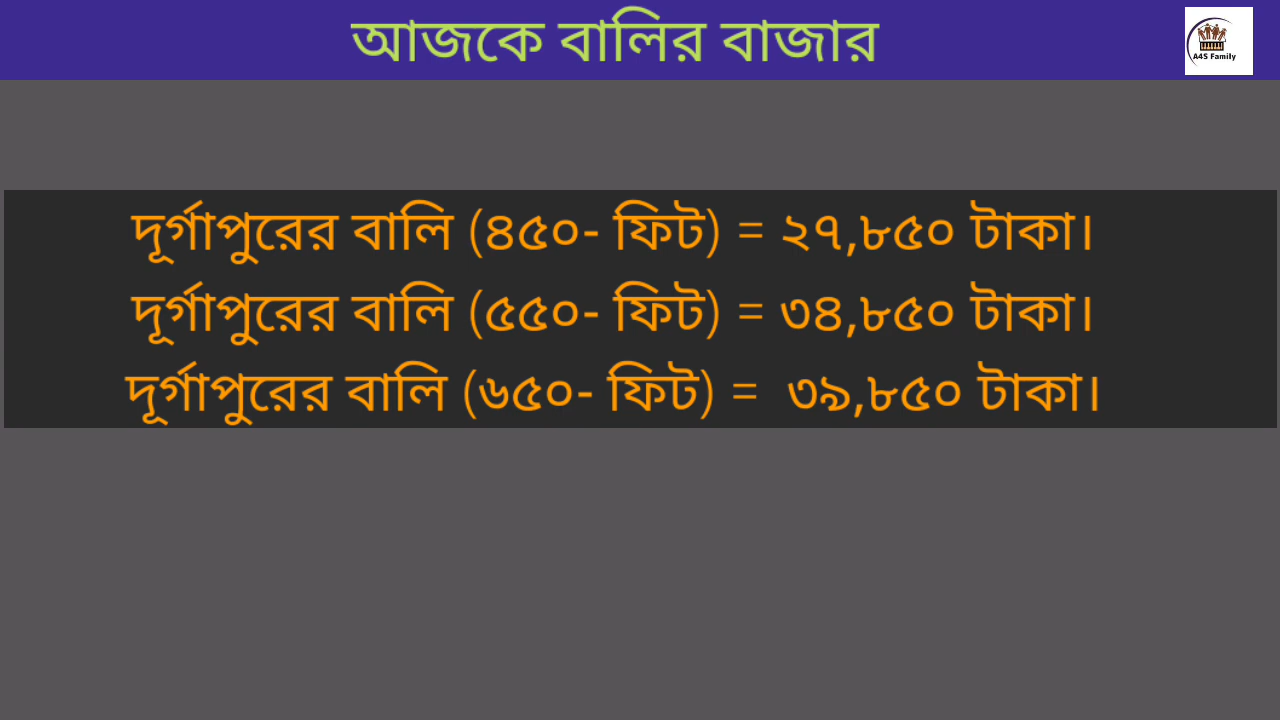 আজকে বালির বাজার
A4S Family
দূর্গাপুরের বালি (৪৫০- ফিট) = ২৭,৮৫০ টাকা।
দূর্গাপুরের বালি (৫৫০- ফিট) = ৩৪,৮৫০ টাকা।
দূর্গাপুরের বালি (৬৫০- ফিট) = ৩৯,৮৫০ টাকা।